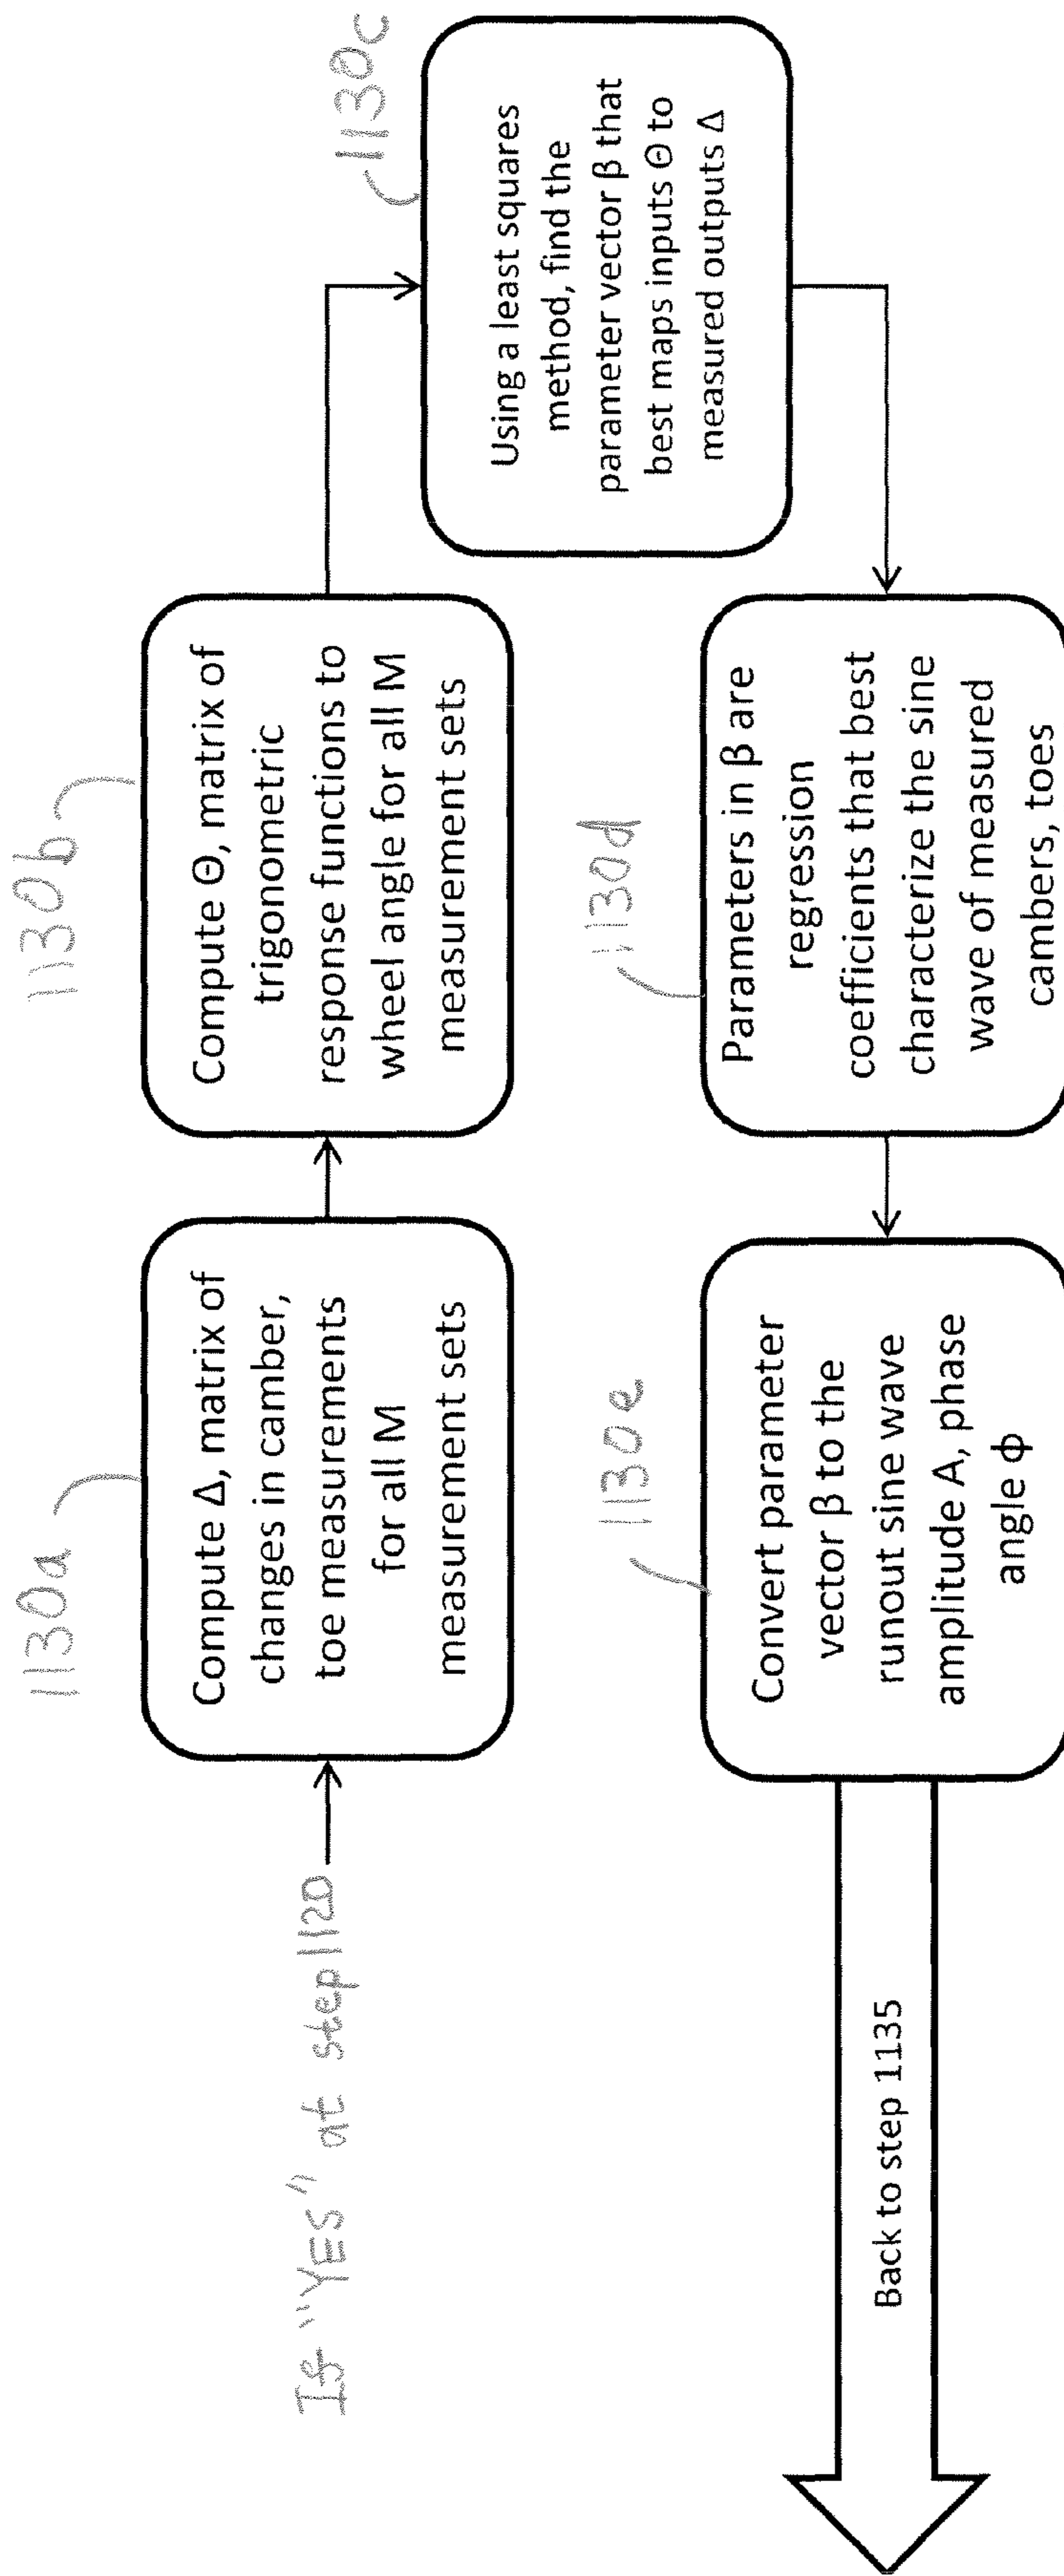 If "YES" at step 1120
1130a
Compute Δ, matrix of
changes in camber,
toe measurements
for all M
measurement sets
1130b
Compute Θ, matrix of
trigonometric
response functions to
wheel angle for all M
measurement sets
1130c
Using a least squares
method, find the
parameter vector β that
best maps inputs Θ to
measured outputs Δ
1130d
Parameters in β are
regression
coefficients that best
characterize the sine
wave of measured
cambers, toes
1130e
Convert parameter
vector β to the
runout sine wave
amplitude A, phase
angle ϕ
Back to step 1135